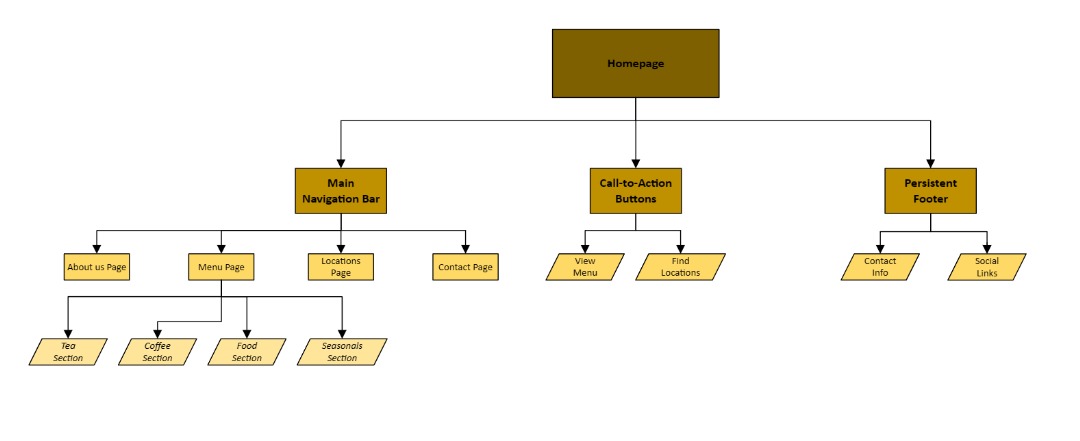 Homepage
Main
Navigation Bar
Call-to-Action
Buttons
Persistent
Footer
About us Page
Menu Page
Locations
Page
Contact Page
View
Menu
Find
Locations
Contact
Info
Social
Links
Tea
Section
Coffee
Section
Food
Section
Seasonals
Section